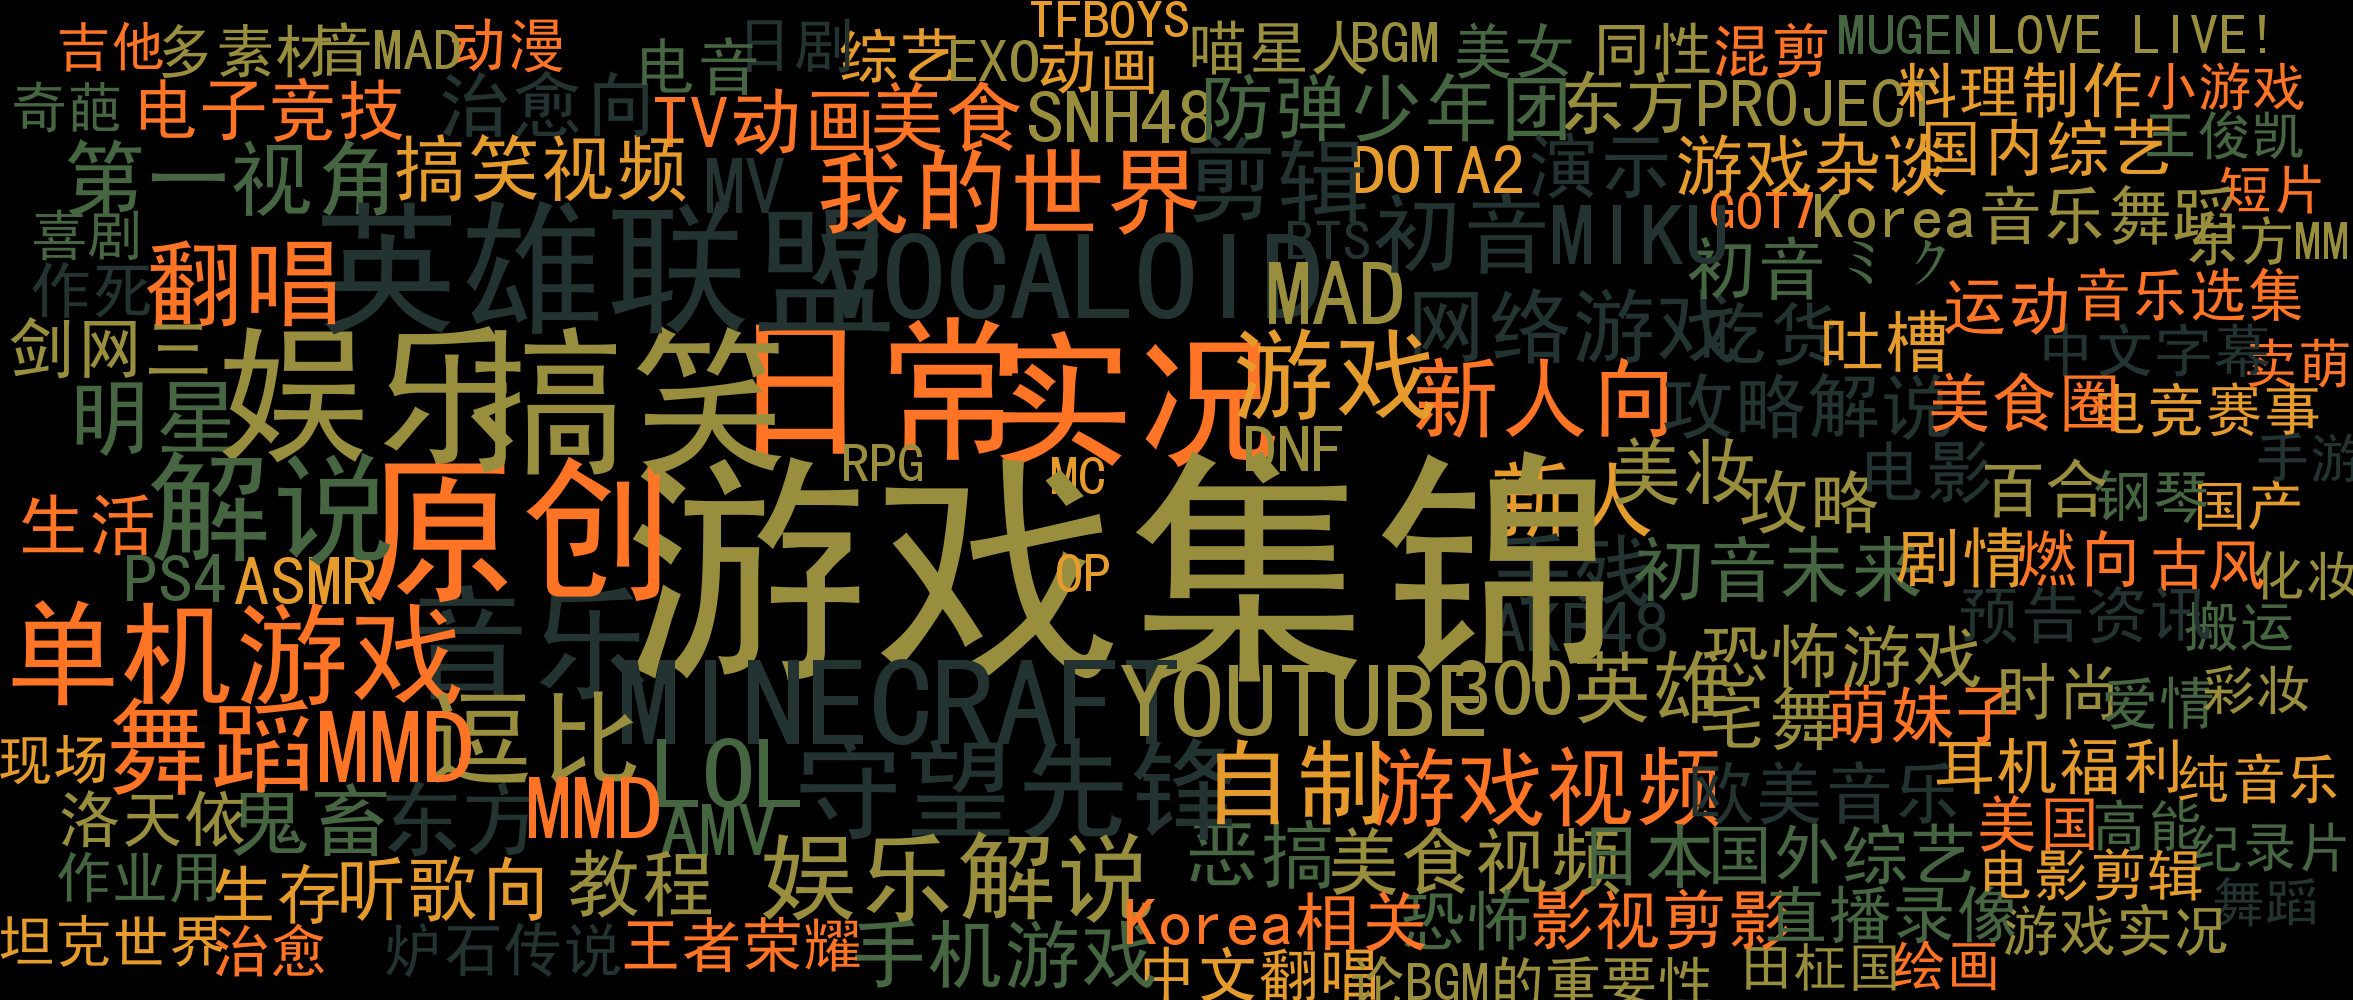 TFBOYS
吉他 多素材 音MAD 动漫 电音 日剧 综艺 EXO 动画 喵星人 BGM 美女 同性 混剪 MUGEN LOVE LIVE!
奇葩 电子竞技 治愈向 TV动画 美食 SNH48 防弹少年团 东方PROJECT 料理制作 小游戏
第一视角 搞笑视频 MV 我的世界 剪辑 DOTA2 演示 游戏杂谈 国内综艺 王俊凯
喜剧 英雄联盟 VOCALOID BTS 初音MIKU GOT7 Korea音乐舞蹈 短片
作死 翻唱 MAD 网络游戏 初音ミク 东方MM
剑网三 娱乐 搞笑 日常 实况 游戏 吃货 吐槽 运动 音乐选集
明星 新人向 攻略解说 美食圈 中文字幕 卖萌
解说 RPG MC DNF 美妆 电影 电竞赛事 手游
生活 原创 游戏集锦 新人 攻略 百合 钢琴 国产
PS4 ASMR OP 手残 初音未来 剧情 燃向 古风 化妆
单机游戏 音乐 AKB48 恐怖游戏 预告资讯 搬运
舞蹈 MMD 逗比 MINECRAFT YOUTUBE 300英雄 宅舞 萌妹子 时尚 爱情 彩妆
现场 MMD LOL 守望先锋 自制 游戏视频 欧美音乐 耳机福利 纯音乐
洛天依 鬼畜 东方 AMV 恶搞 美食视频 日本 国外综艺 美国 高能 纪录片
作业用 生存 听歌向 教程 娱乐解说 电影剪辑 舞蹈
坦克世界 治愈 炉石传说 王者荣耀 手机游戏 Korea相关 恐怖 影视剪影 直播录像 游戏实况
中文翻唱 论BGM的重要性 田柾国 绘画